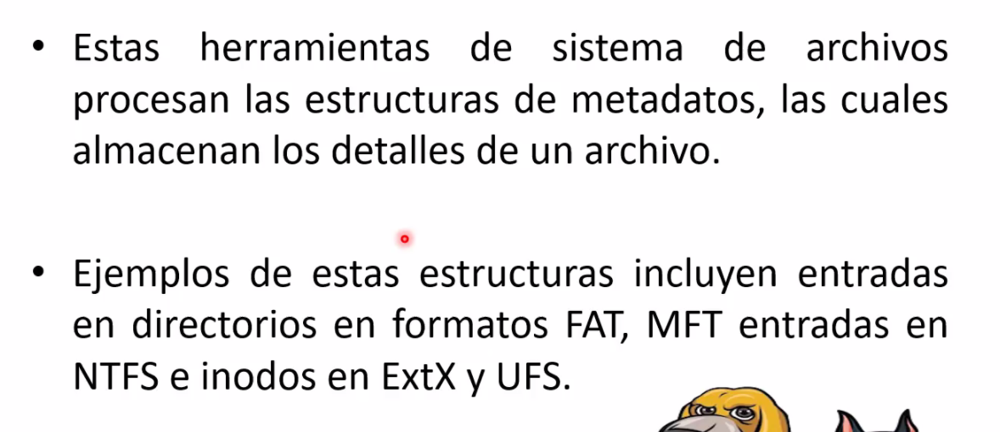 • Estas herramientas de sistema de archivos
procesan las estructuras de metadatos, las cuales
almacenan los detalles de un archivo.
• Ejemplos de estas estructuras incluyen entradas
en directorios en formatos FAT, MFT entradas en
NTFS e inodos en ExtX y UFS.